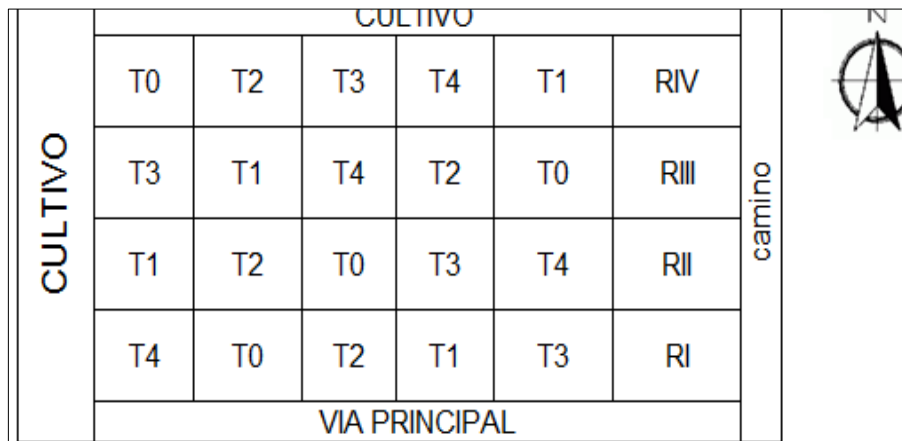 CULTIVO
N
T0 T2 T3 T4 T1 RIV
CULTIVO
T3 T1 T4 T2 T0 RIII
camino
T1 T2 T0 T3 T4 RII
T4 T0 T2 T1 T3 RI
VIA PRINCIPAL